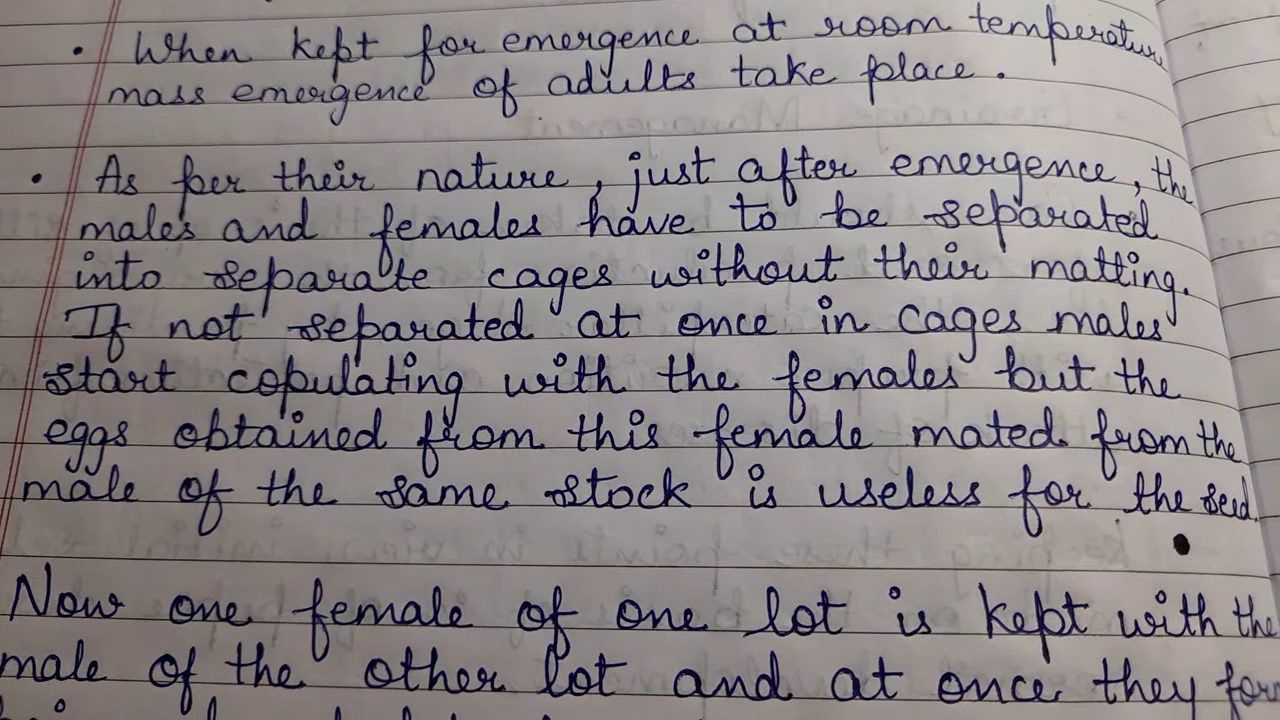 • When kept for emergence at room temperature
mass emergence of adults take place.
• As per their nature, just after emergence, the
males and females have to be separated
into separate cages without their matting.
If not separated at once in cages males
start copulating with the females but the
eggs obtained from this female mated from the
male of the same stock is useless for the seed.
Now one female of one lot is kept with the
male of the other lot and at once they form